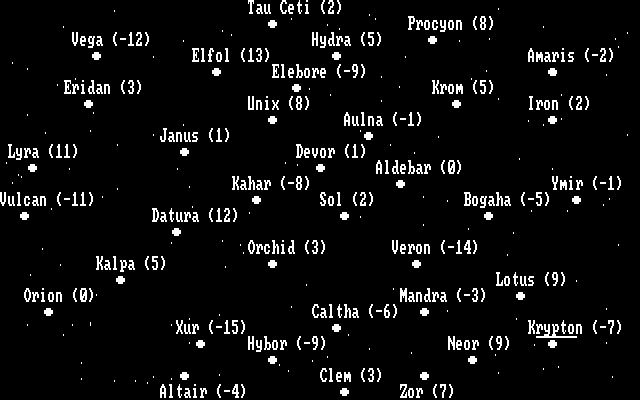 Tau Ceti (2)
Procyon (8)
Vega (-12)
Hydra (5)
Elfol (13)
Amaris (-2)
Elebore (-9)
Eridan (3)
Krom (5)
Unix (8)
Iron (2)
Aulna (-1)
Janus (1)
Lyra (11)
Devor (1)
Aldebar (0)
Kahar (-8)
Ymir (-1)
Vulcan (-11)
Sol (2)
Bogaha (-5)
Datura (12)
Orchid (3)
Veron (-14)
Kalpa (5)
Lotus (9)
Orion (0)
Mandra (-3)
Caltha (-6)
Xur (-15)
Krypton (-7)
Hybor (-9)
Neor (9)
Clem (3)
Altair (-4)
Zor (7)